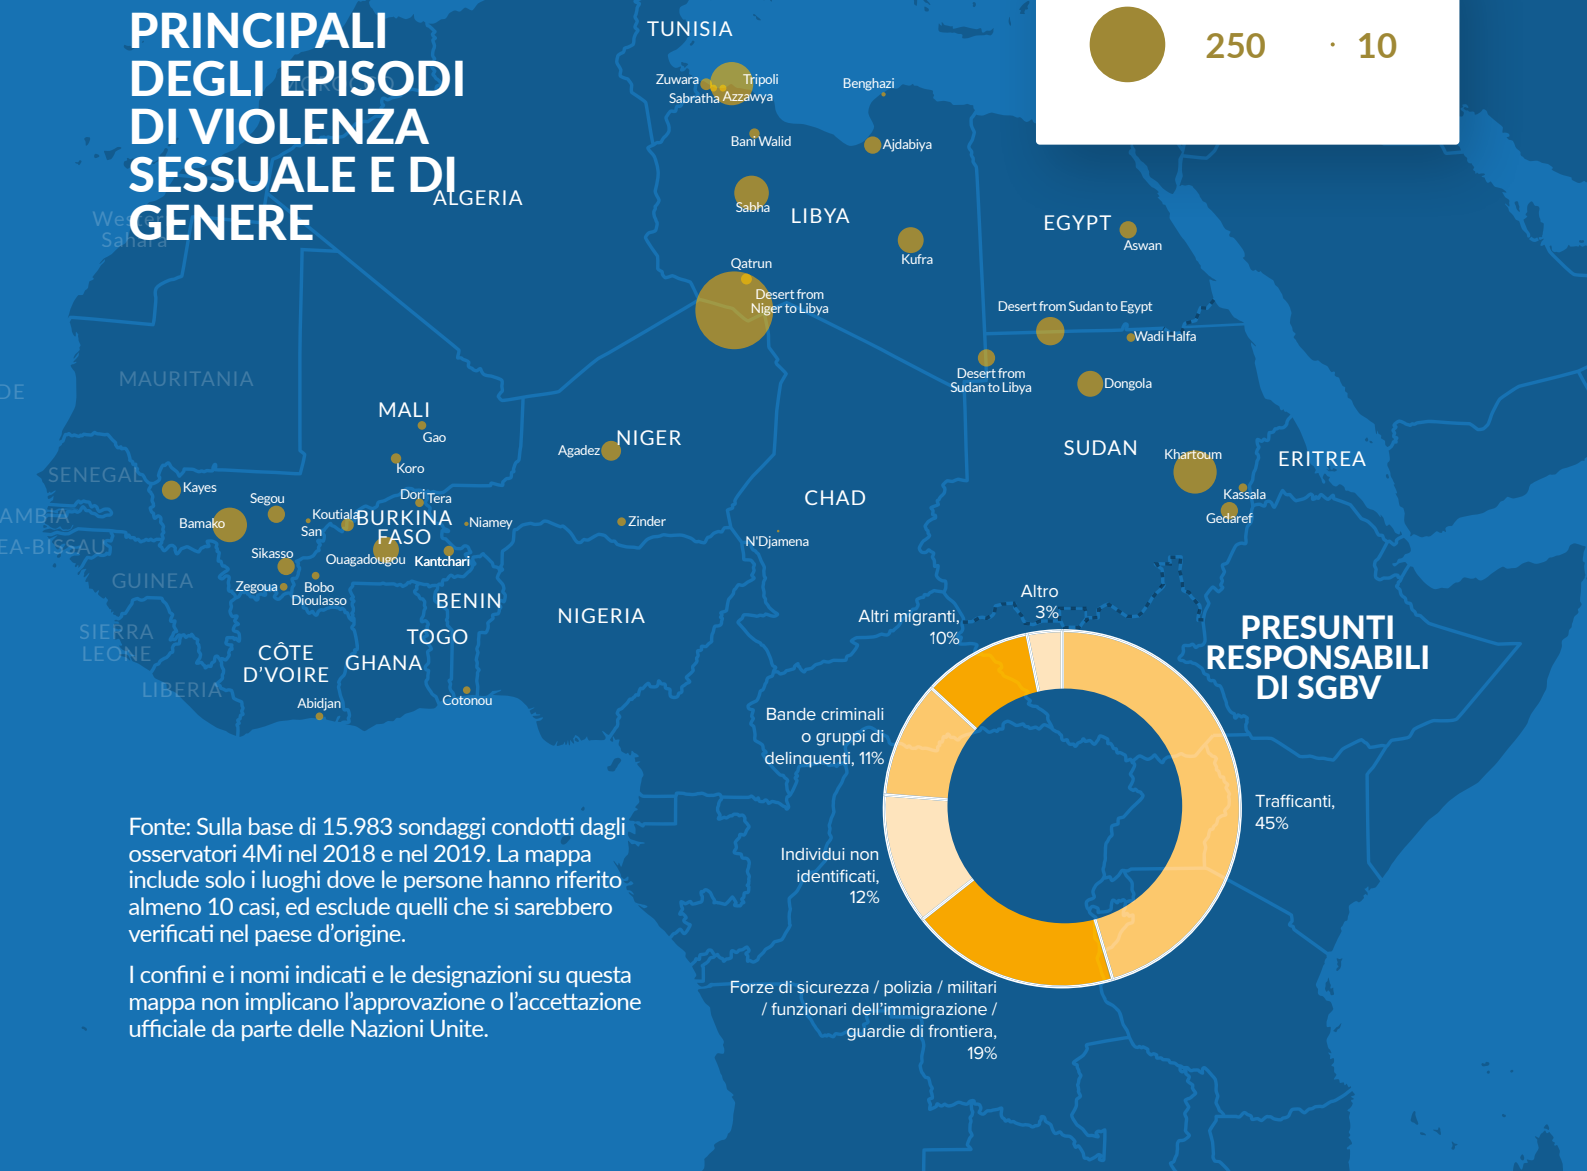 PRINCIPALI
DEGLI EPISODI
DI VIOLENZA
SESSUALE E DI
GENERE
250
10
TUNISIA
Zuwara
Tripoli
Sabratha
Azzawya
Benghazi
Bani Walid
Ajdabiya
MOROCCO
ALGERIA
Western
Sahara
Sabha
LIBYA
EGYPT
Aswan
Kufra
Qatrun
Desert from
Niger to Libya
Desert from Sudan to Egypt
Wadi Halfa
Desert from
Sudan to Libya
Dongola
MAURITANIA
DE
MALI
Gao
Koro
NIGER
Agadez
SUDAN
Khartoum
ERITREA
Kassala
Gedaref
SENEGAL
Kayes
Segou
Dori
Tera
CHAD
AMBIA
Bamako
Koutiala
San
BURKINA
FASO
Niamey
Zinder
N'Djamena
EA-BISSAU
Sikasso
Ouagadougou
Kantchari
GUINEA
Zegoua
Bobo
Dioulasso
BENIN
NIGERIA
SIERRA
LEONE
TOGO
CÔTE
D'VOIRE
GHANA
LIBERIA
Abidjan
Cotonou
PRESUNTI
RESPONSABILI
DI SGBV
Altro
3%
Altri migranti,
10%
Bande criminali
o gruppi di
delinquenti, 11%
Trafficanti,
45%
Individui non
identificati,
12%
Forze di sicurezza / polizia / militari
/ funzionari dell'immigrazione /
guardie di frontiera,
19%
Fonte: Sulla base di 15.983 sondaggi condotti dagli
osservatori 4Mi nel 2018 e nel 2019. La mappa
include solo i luoghi dove le persone hanno riferito
almeno 10 casi, ed esclude quelli che si sarebbero
verificati nel paese d'origine.
I confini e i nomi indicati e le designazioni su questa
mappa non implicano l'approvazione o l'accettazione
ufficiale da parte delle Nazioni Unite.